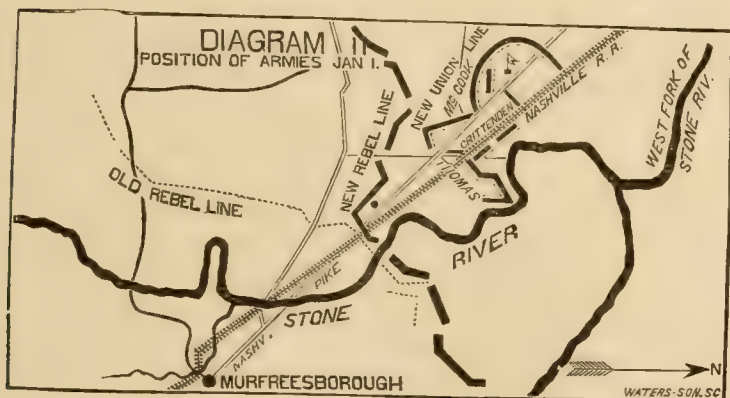 DIAGRAM II
POSITION OF ARMIES JAN 1.
OLD REBEL LINE
NEW REBEL LINE
NEW UNION LINE
McCOOK
CRITTENDEN
THOMAS
NASHVILLE R.R.
WEST FORK OF
STONE RIV.
STONE
RIVER
PIKE
NASHV.
MURFREESBOROUGH
N
WATERS-SON.SC